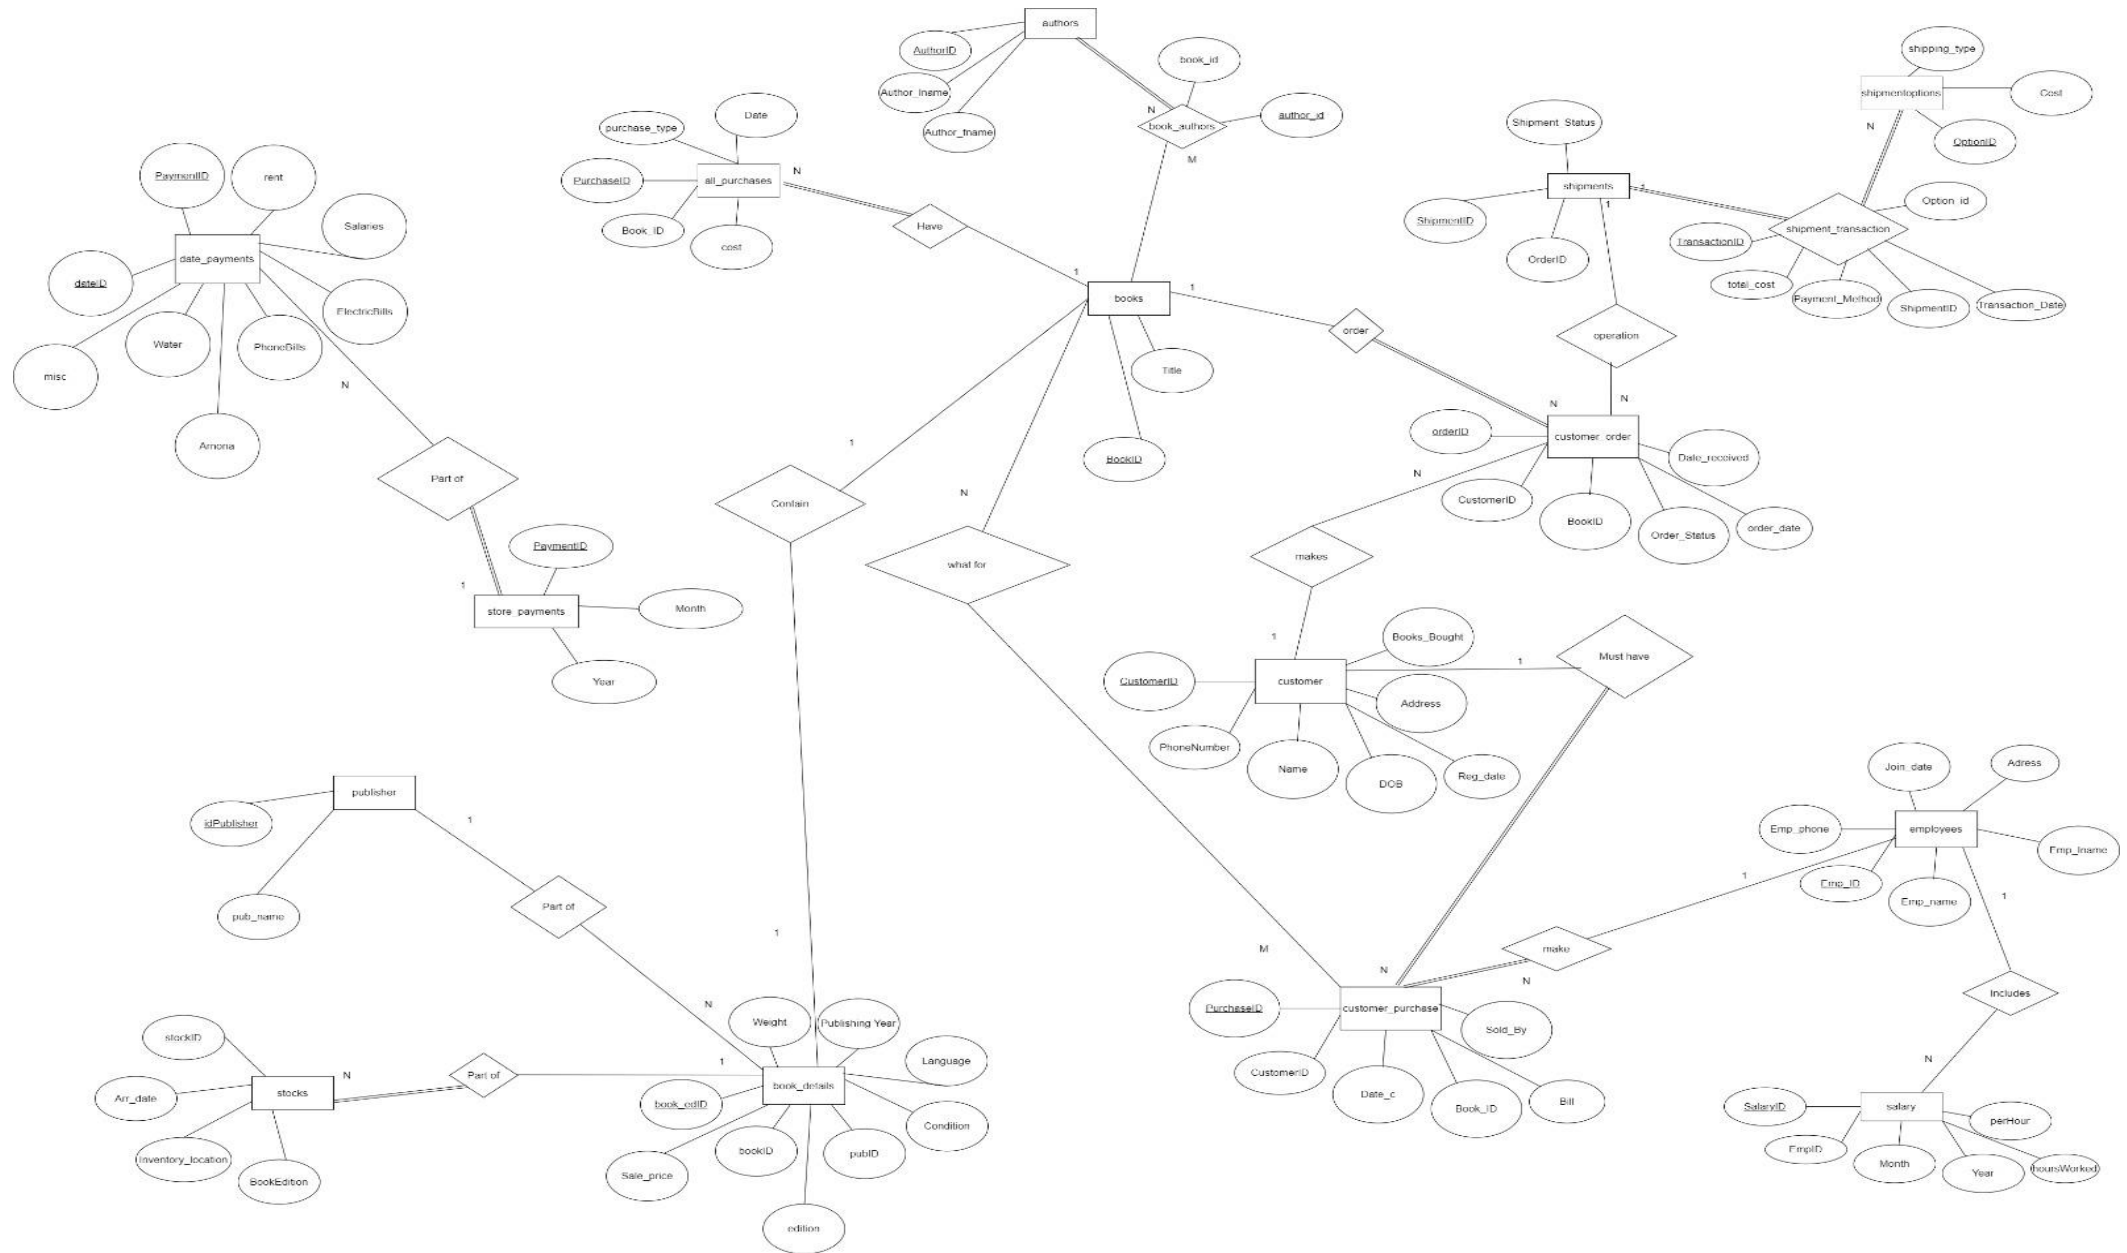 authors
AuthorID
Author_lname
Author_fname
book_id
author_id
N
book_authors
M
shipping_type
shipmentoptions
Cost
N
OptionID
Shipment_Status
shipments
1
1
ShipmentID
OrderID
Option_id
TransactionID
shipment_transaction
total_cost
Payment_Method
ShipmentID
Transaction_Date
purchase_type
Date
PurchaseID
all_purchases
N
Book_ID
cost
Have
1
PaymentID
rent
Salaries
date_payments
dateID
ElectricBills
Water
PhoneBills
misc
N
Part of
books
1
order
Title
BookID
operation
N
N
orderID
customer_order
Date_received
N
CustomerID
BookID
Order_Status
order_date
1
Contain
N
what for
makes
PaymentID
1
store_payments
Month
Year
1
Books_Bought
1
Must have
CustomerID
customer
Address
PhoneNumber
Name
DOB
Reg_date
publisher
idPublisher
1
pub_name
Part of
1
N
Join_date
Adress
Emp_phone
employees
Emp_lname
1
Emp_ID
Emp_name
1
M
make
N
N
Includes
PurchaseID
customer_purchase
Sold_By
CustomerID
Date_c
Book_ID
Bill
N
SalaryID
salary
perHour
EmpID
Month
Year
hoursWorked
stockID
N
Part of
1
Weight
Publishing Year
Language
stocks
Arr_date
book_details
book_edID
Condition
Inventory_location
BookEdition
Sale_price
bookID
pubID
edition